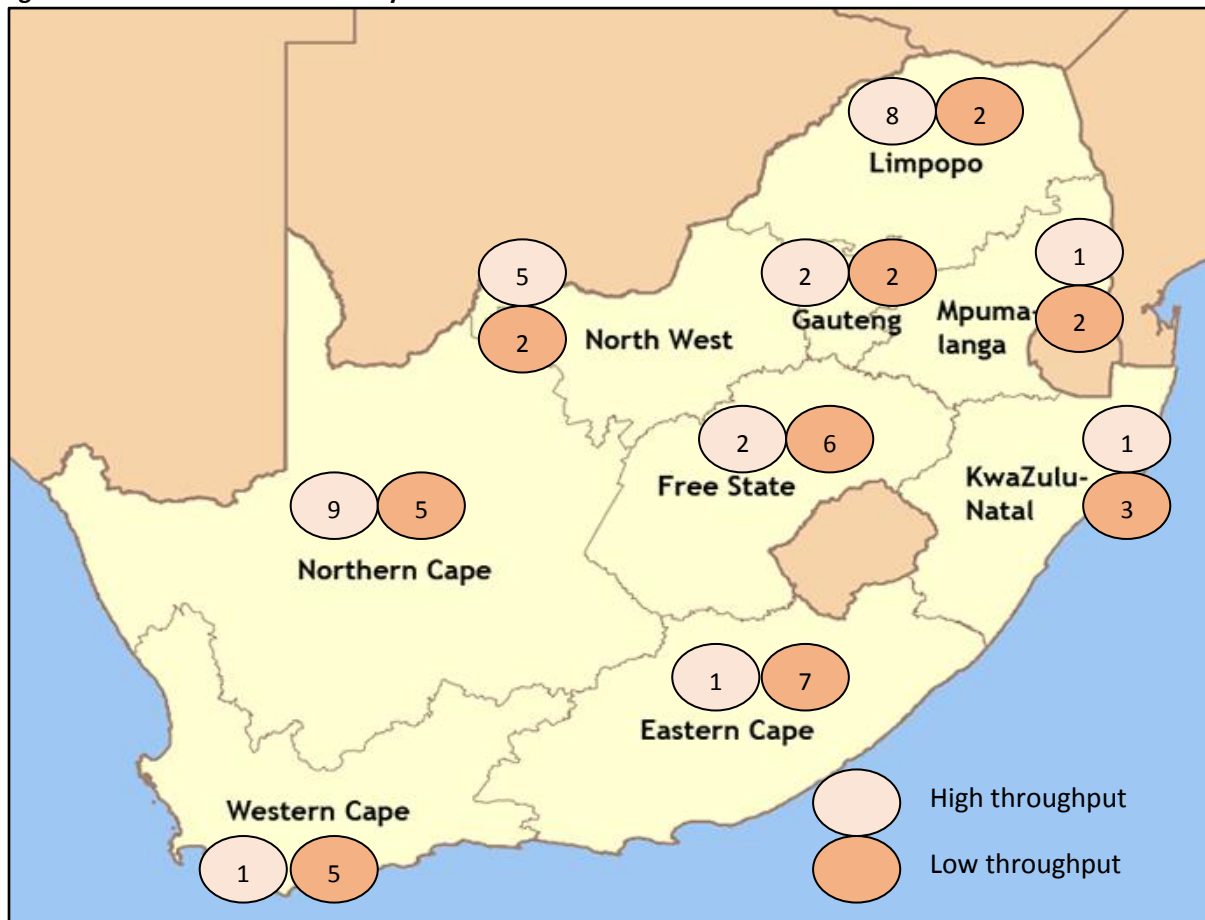 8 2
Limpopo
5
2
North West
2 2
Gauteng
1
2
Mpuma-
langa
2 6
Free State
1
3
KwaZulu-
Natal
9 5
Northern Cape
1 7
Eastern Cape
Western Cape
1 5
High throughput
Low throughput